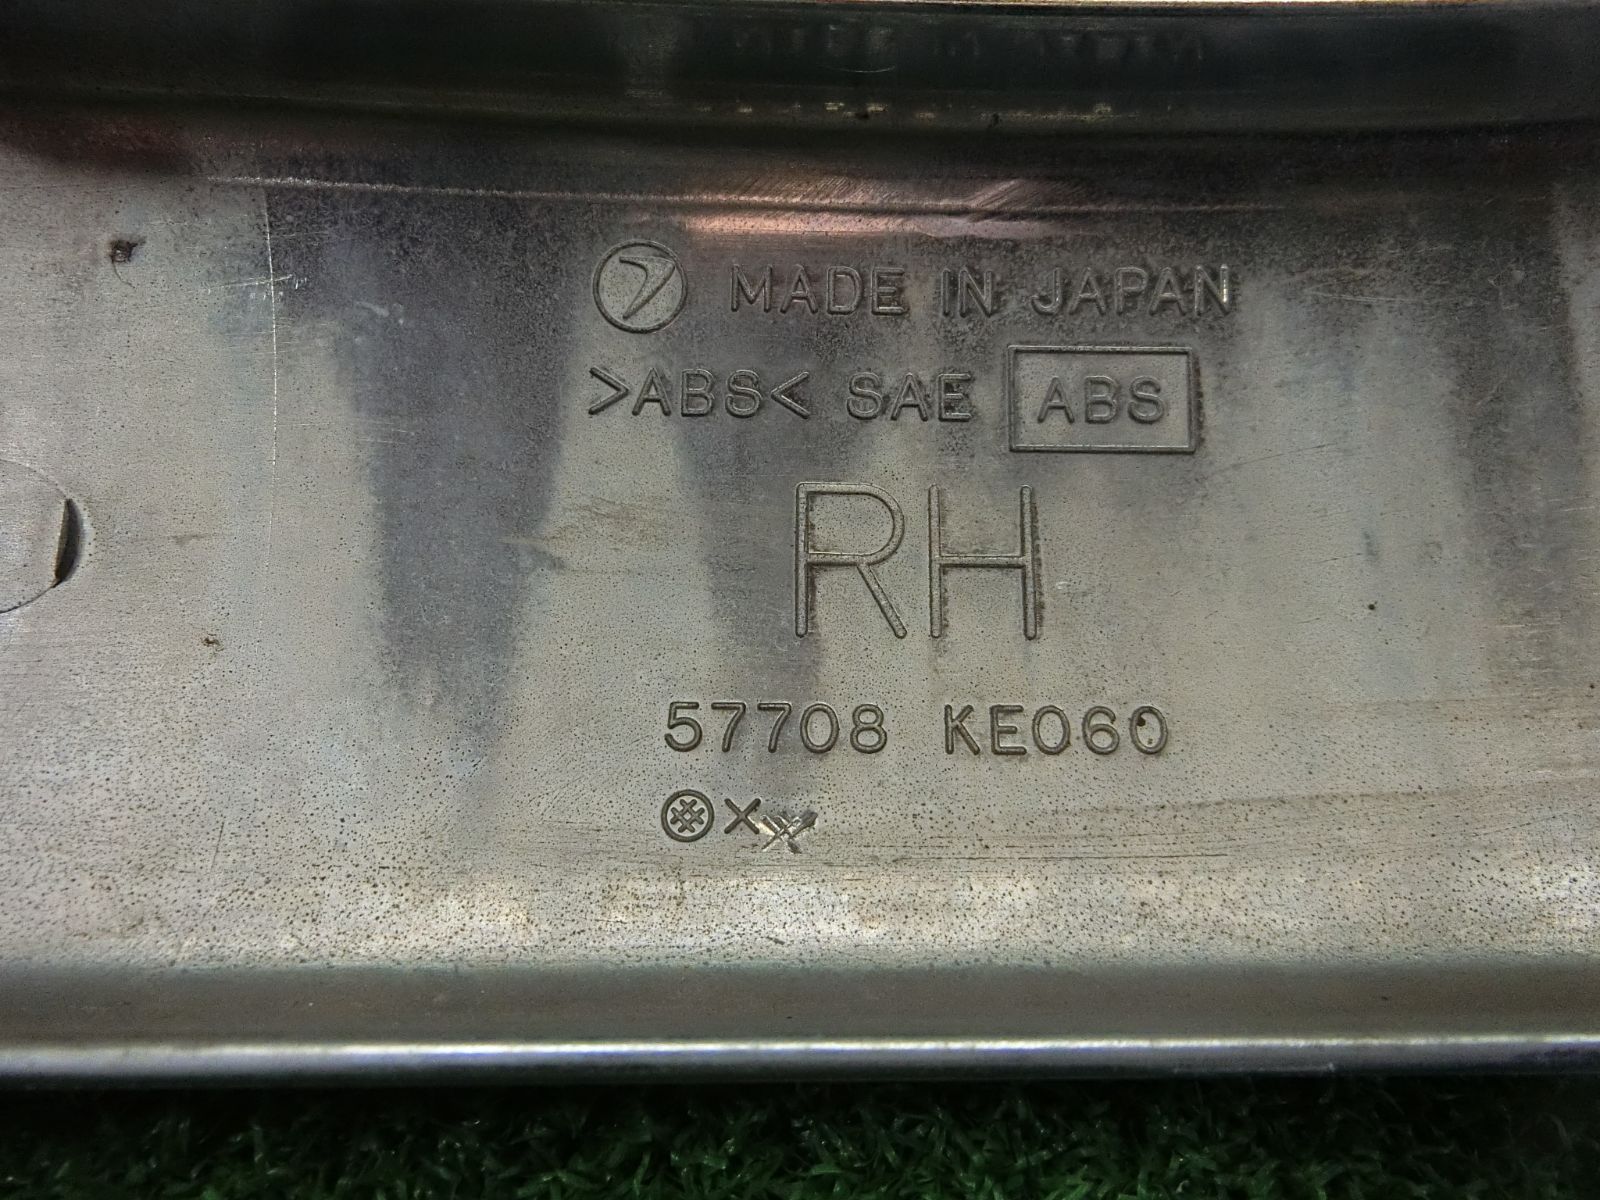 MADE IN JAPAN
>ABS< SAE ABS
RH
57708 KE060